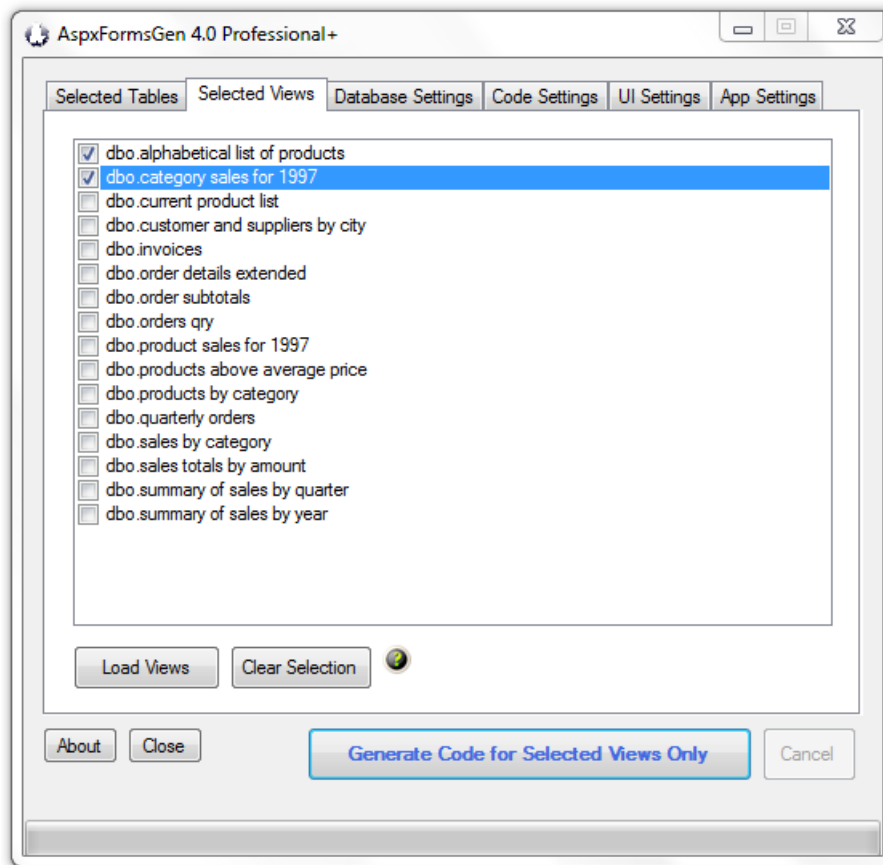 AspxFormsGen 4.0 Professional+
Selected Tables Selected Views Database Settings Code Settings UI Settings App Settings
dbo.alphabetical list of products
dbo.category sales for 1997
dbo.current product list
dbo.customer and suppliers by city
dbo.invoices
dbo.order details extended
dbo.order subtotals
dbo.orders qry
dbo.product sales for 1997
dbo.products above average price
dbo.products by category
dbo.quarterly orders
dbo.sales by category
dbo.sales totals by amount
dbo.summary of sales by quarter
dbo.summary of sales by year
Load Views Clear Selection ?
About Close Generate Code for Selected Views Only Cancel